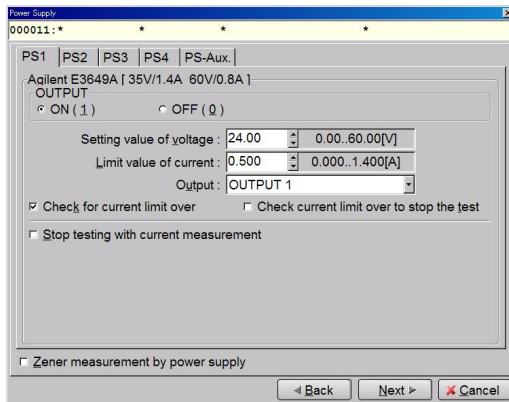 Power Supply
000011:* * * *
PS1 PS2 PS3 PS4 PS-Aux.
Agilent E3649A [ 35V/1.4A 60V/0.8A ]
OUTPUT
ON ( 1 ) OFF ( 0 )
Setting value of voltage : 24.00 0.00..60.00[V]
Limit value of current : 0.500 0.000..1.400[A]
Output : OUTPUT 1
Check for current limit over Check current limit over to stop the test
Stop testing with current measurement
Zener measurement by power supply
Back Next Cancel